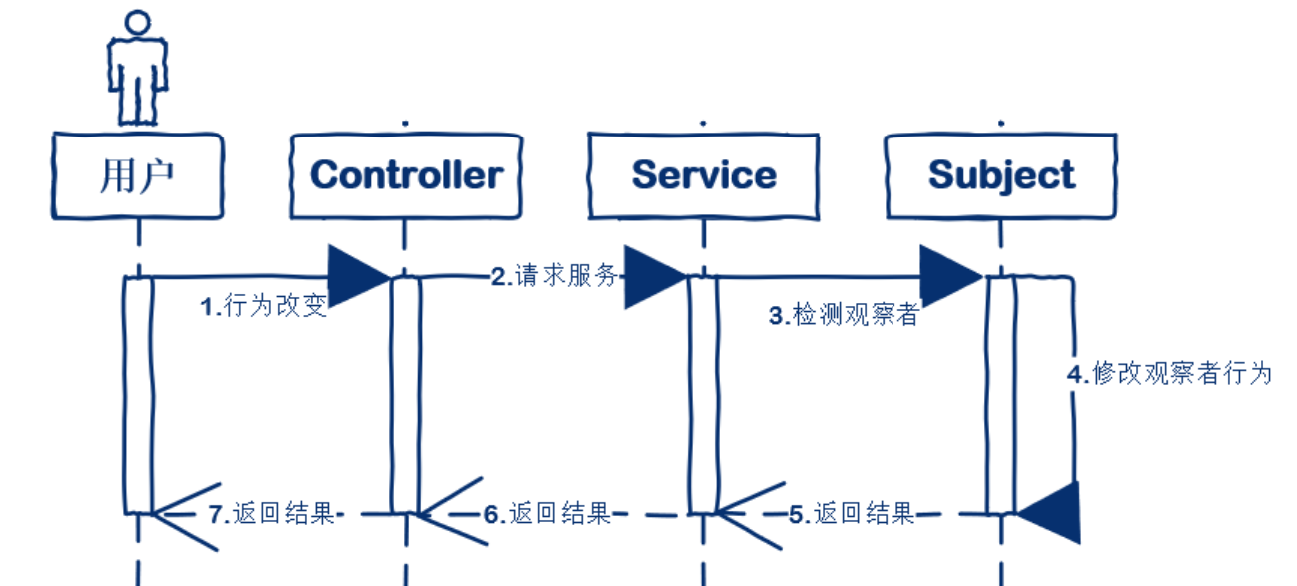 用户
Controller
Service
Subject
1.行为改变
2.请求服务
3.检测观察者
4.修改观察者行为
7.返回结果
6.返回结果
5.返回结果